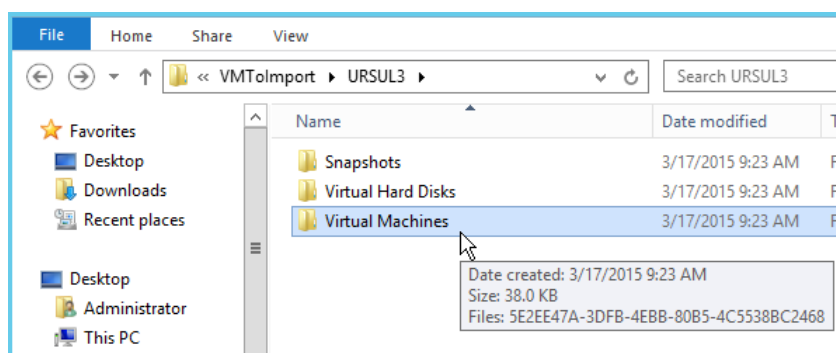 File Home Share View
« VMToImport URSUL3 Search URSUL3
Favorites
Desktop
Downloads
Recent places
Desktop
Administrator
This PC
Name Date modified
Snapshots 3/17/2015 9:23 AM
Virtual Hard Disks 3/17/2015 9:23 AM
Virtual Machines 3/17/2015 9:23 AM
Date created: 3/17/2015 9:23 AM
Size: 38.0 KB
Files: 5E2EE47A-3DFB-4EBB-80B5-4C5538BC2468